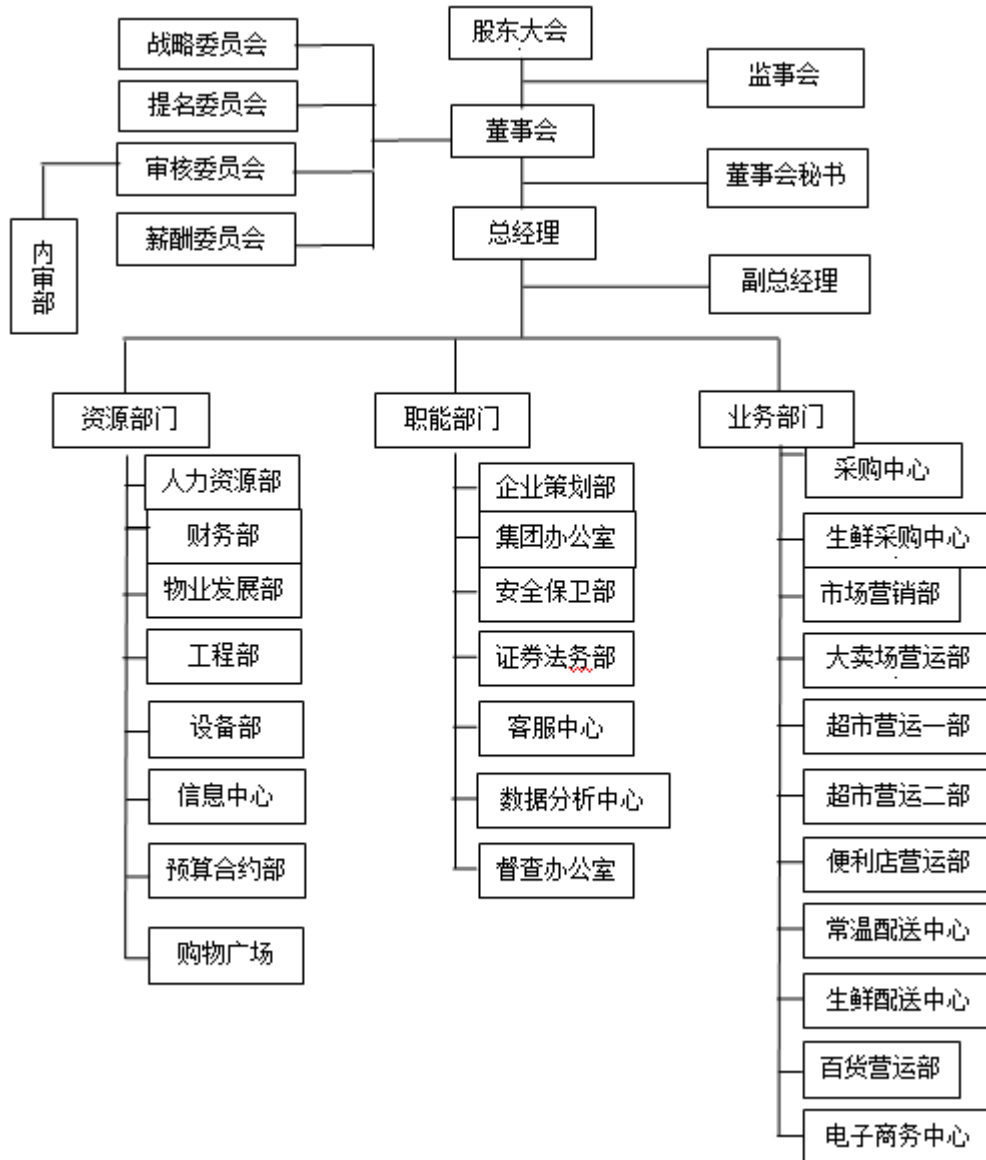 股东大会
战略委员会
监事会
提名委员会
董事会
审核委员会
董事会秘书
薪酬委员会
总经理
内审部
副总经理
资源部门
职能部门
业务部门
人力资源部
财务部
物业发展部
工程部
设备部
信息中心
预算合约部
购物广场
企业策划部
集团办公室
安全保卫部
证券法务部
客服中心
数据分析中心
督查办公室
采购中心
生鲜采购中心
市场营销部
大卖场营运部
超市营运一部
超市营运二部
便利店营运部
常温配送中心
生鲜配送中心
百货营运部
电子商务中心